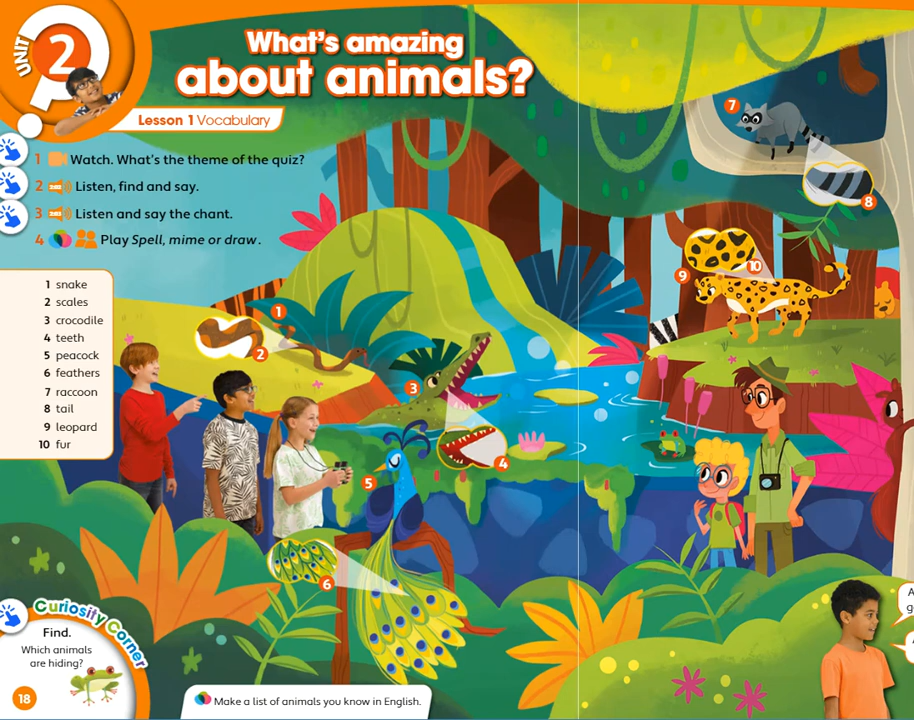 UNIT
2
What's amazing
about animals?
Lesson 1 Vocabulary
1 Watch. What's the theme of the quiz?
2 Listen, find and say.
3 Listen and say the chant.
4 Play Spell, mime or draw.
1 snake
2 scales
3 crocodile
4 teeth
5 peacock
6 feathers
7 raccoon
8 tail
9 leopard
10 fur
7
8
9
10
1
2
3
4
5
6
Curiosity Corner
Find.
Which animals
are hiding?
18
Make a list of animals you know in English.